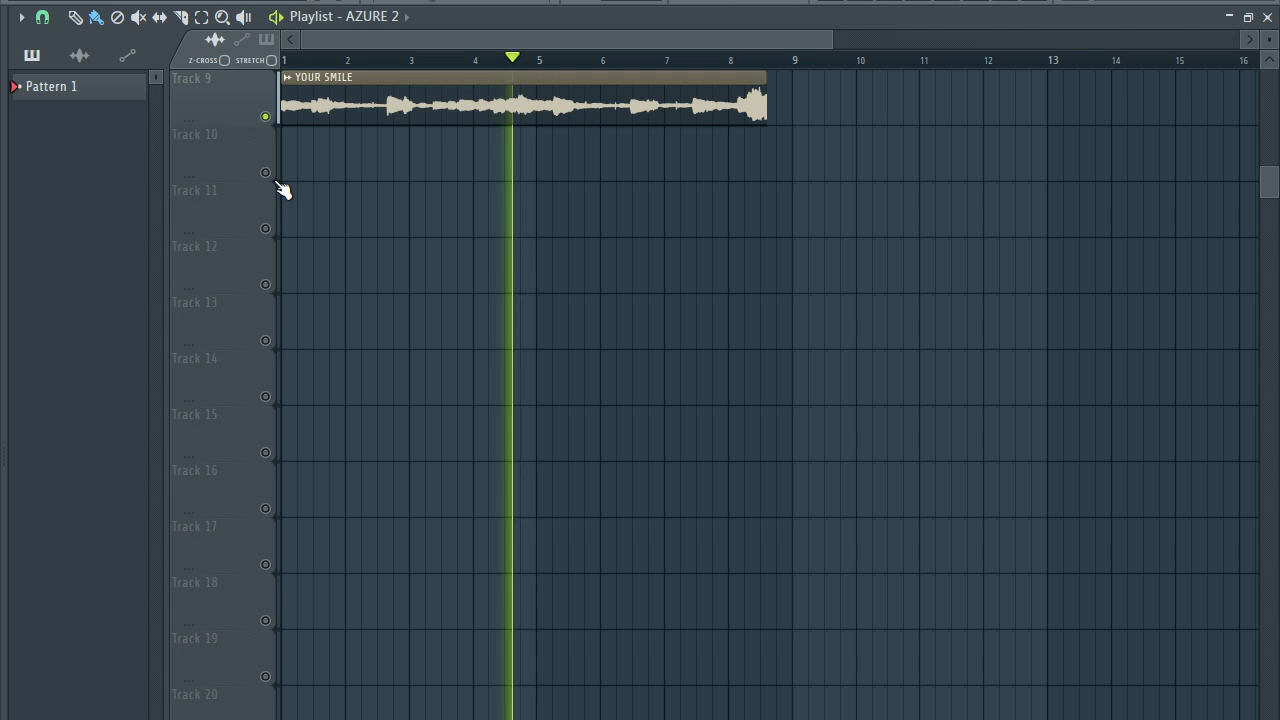 Playlist - AZURE 2
Z-CROSS STRETCH
1 2 3 4 5 6 7 8 9 10 11 12 13 14 15 16
Pattern 1
Track 9
YOUR SMILE
...
Track 10
...
Track 11
...
Track 12
...
Track 13
...
Track 14
...
Track 15
...
Track 16
...
Track 17
...
Track 18
...
Track 19
...
Track 20